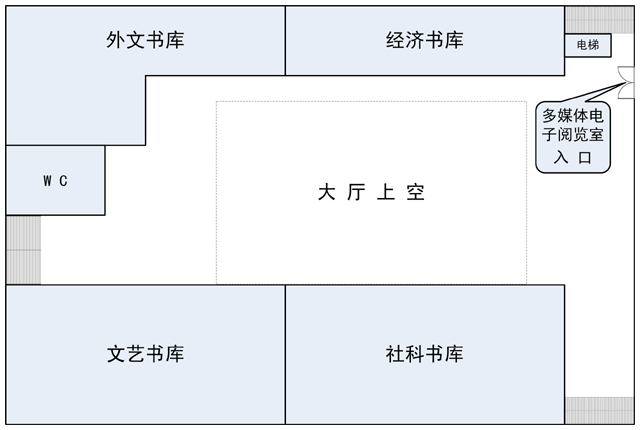 外文书库
经济书库
电梯
多媒体电
子阅览室
入 口
W C
大 厅 上 空
文艺书库
社科书库